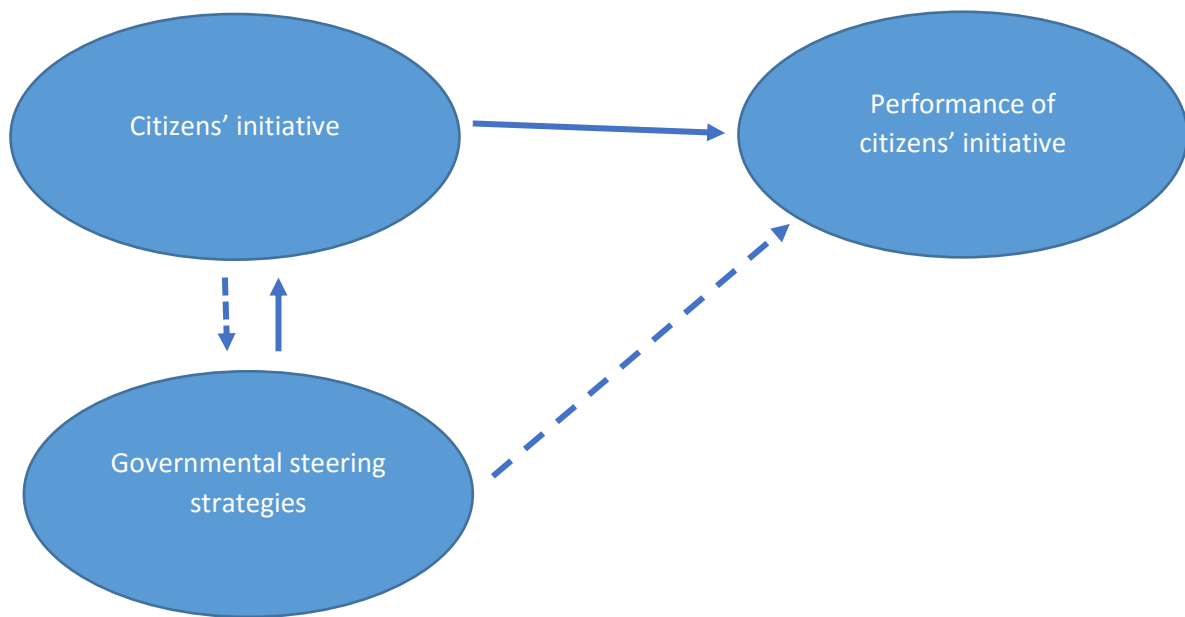 Citizens’ initiative
Performance of
citizens’ initiative
Governmental steering
strategies